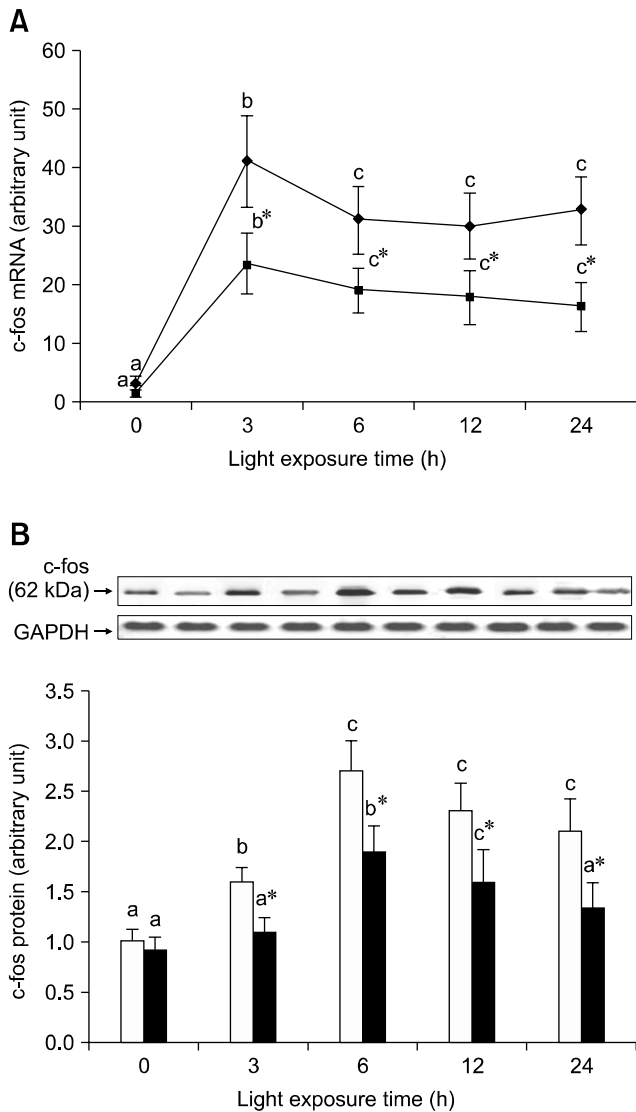 A
60
50
40
30
20
10
0
c-fos mRNA (arbitrary unit)
b
c
c
c
b*
c*
c*
c*
a
a
0 3 6 12 24
Light exposure time (h)
B
c-fos
(62 kDa)
GAPDH
3.5
3.0
2.5
2.0
1.5
1.0
0.5
0.0
c-fos protein (arbitrary unit)
a
a
b
a*
c
b*
c
c*
c
a*
0 3 6 12 24
Light exposure time (h)